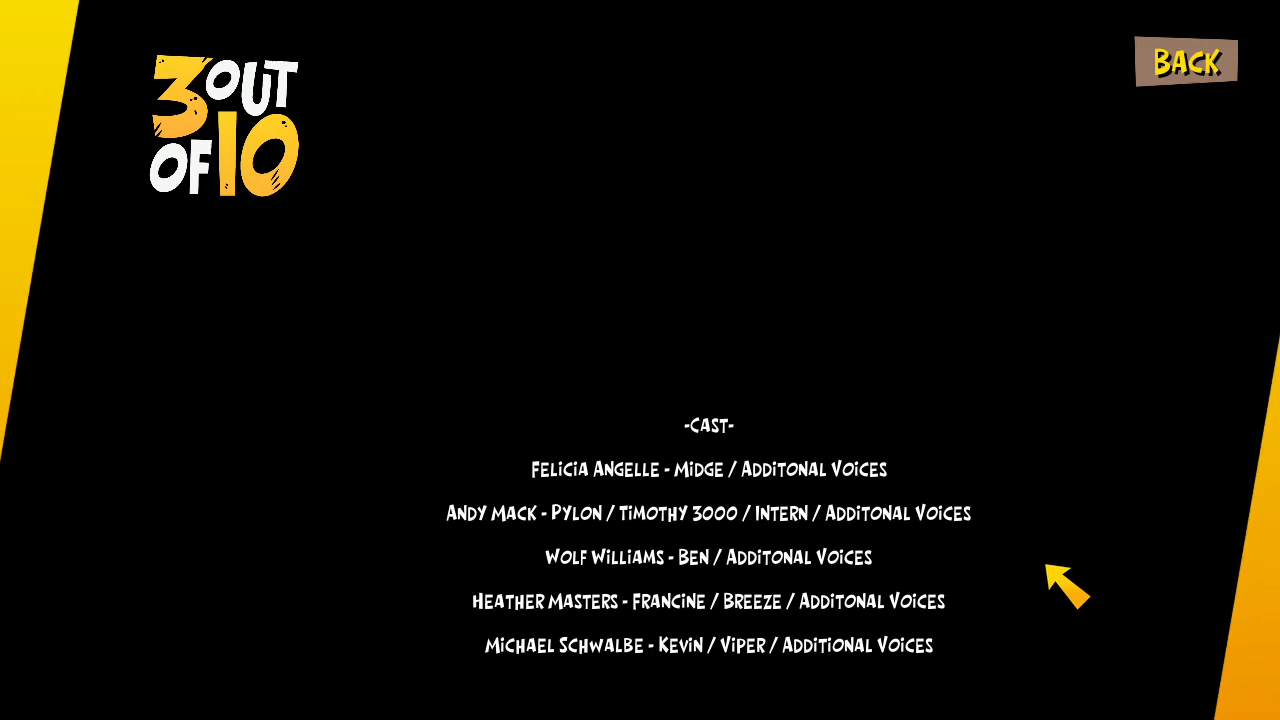 3 OUT
OF 10
BACK
-CAST-
FELICIA ANGELLE - MIDGE / ADDITONAL VOICES
ANDY MACK - PYLON / TIMOTHY 3000 / INTERN / ADDITONAL VOICES
WOLF WILLIAMS - BEN / ADDITONAL VOICES
HEATHER MASTERS - FRANCINE / BREEZE / ADDITONAL VOICES
MICHAEL SCHWALBE - KEVIN / VIPER / ADDITIONAL VOICES